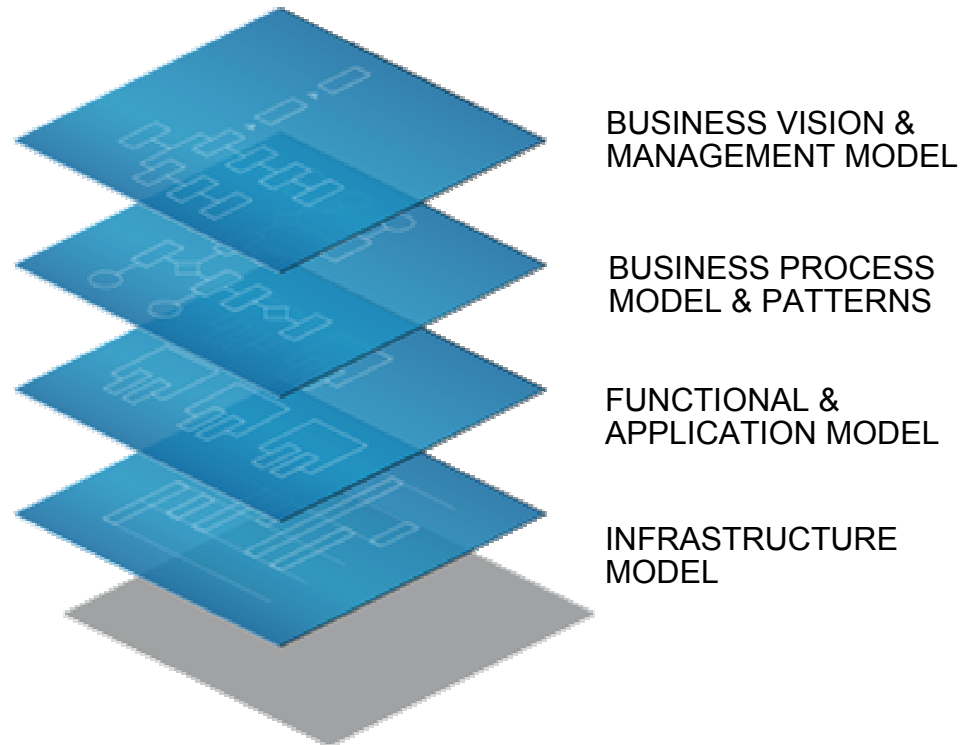 BUSINESS VISION &
MANAGEMENT MODEL
BUSINESS PROCESS
MODEL & PATTERNS
FUNCTIONAL &
APPLICATION MODEL
INFRASTRUCTURE
MODEL